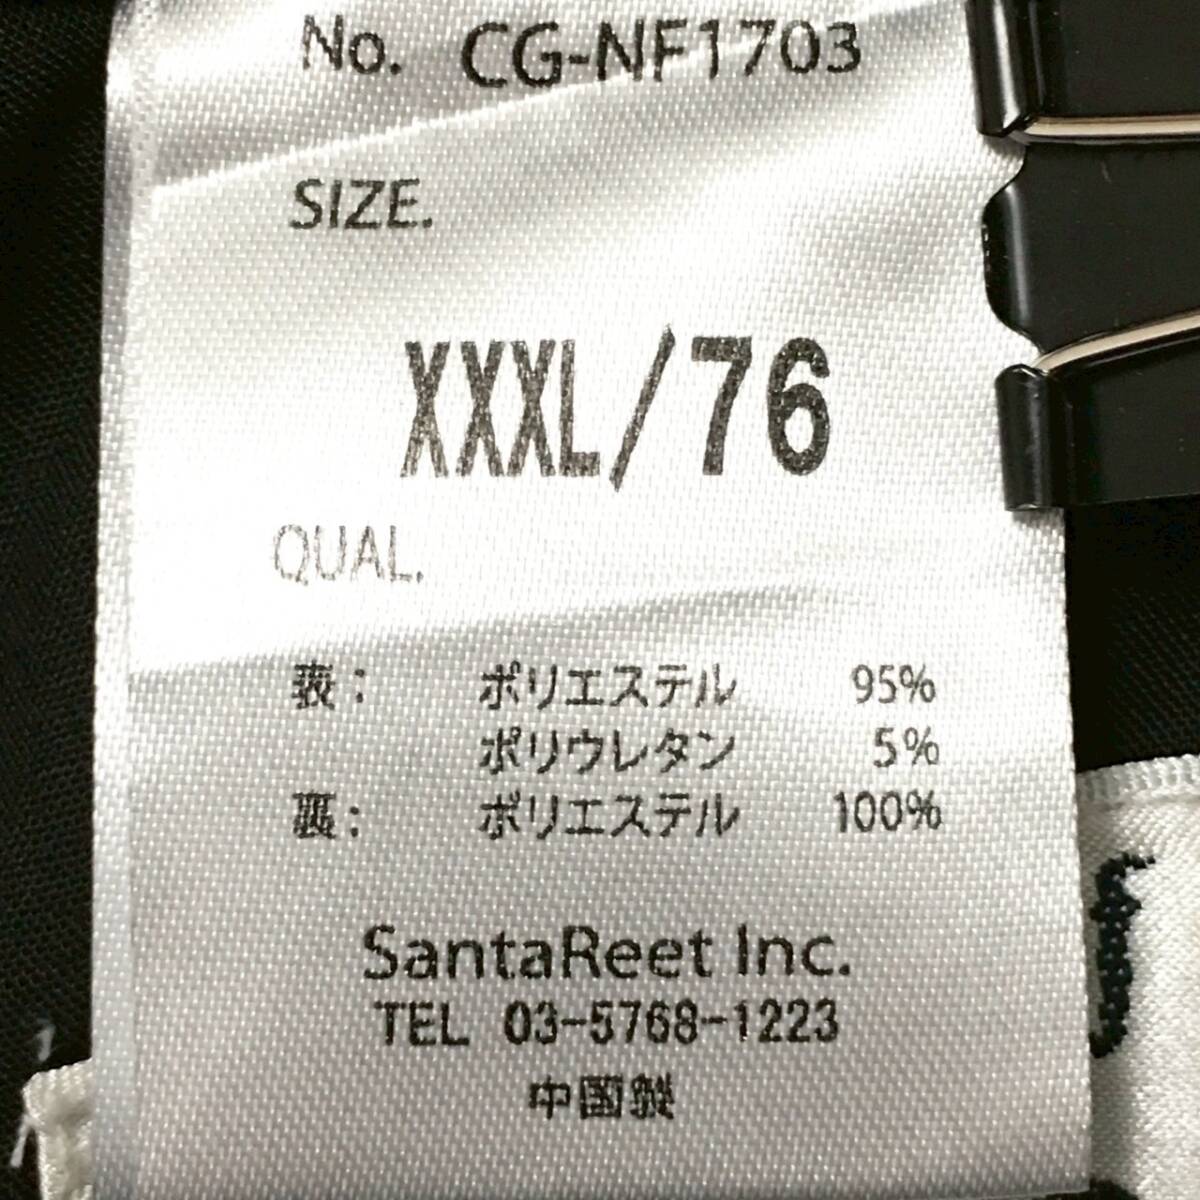 No. CG-NF1703
SIZE.
XXXL/76
QUAL.
表: ポリエステル 95%
ポリウレタン 5%
裏: ポリエステル 100%
SantaReet Inc.
TEL 03-5768-1223
中国製